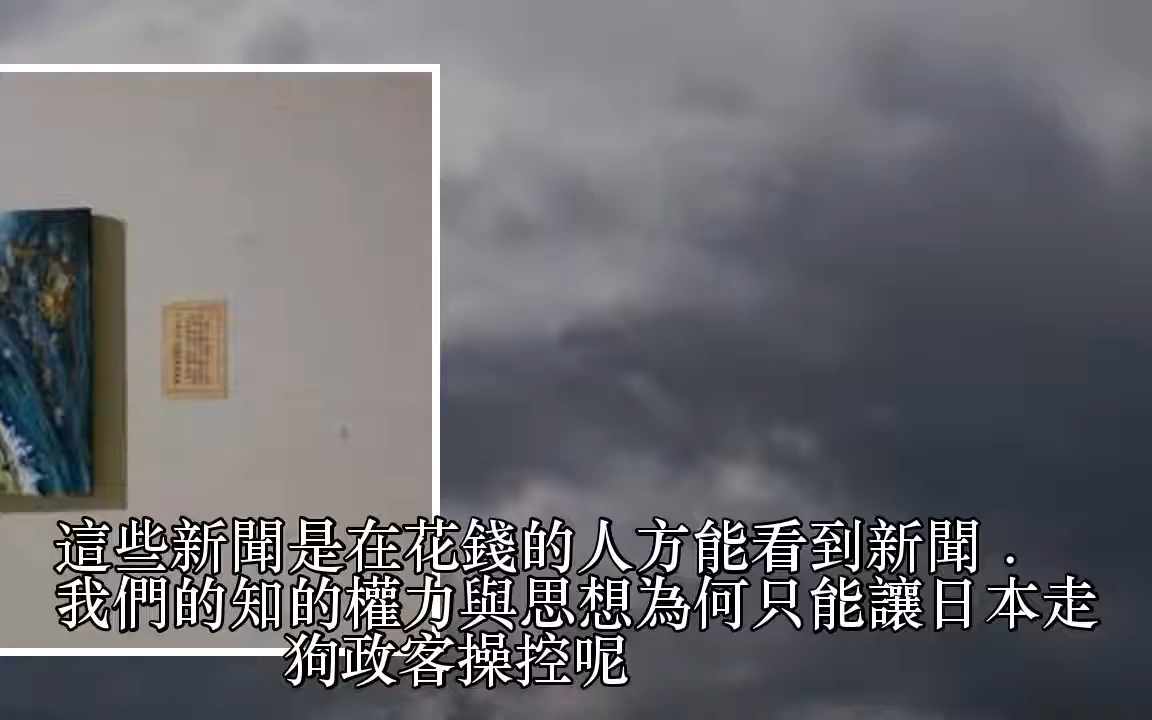 這些新聞是在花錢的人方能看到新聞．
我們的知的權力與思想為何只能讓日本走
狗政客操控呢